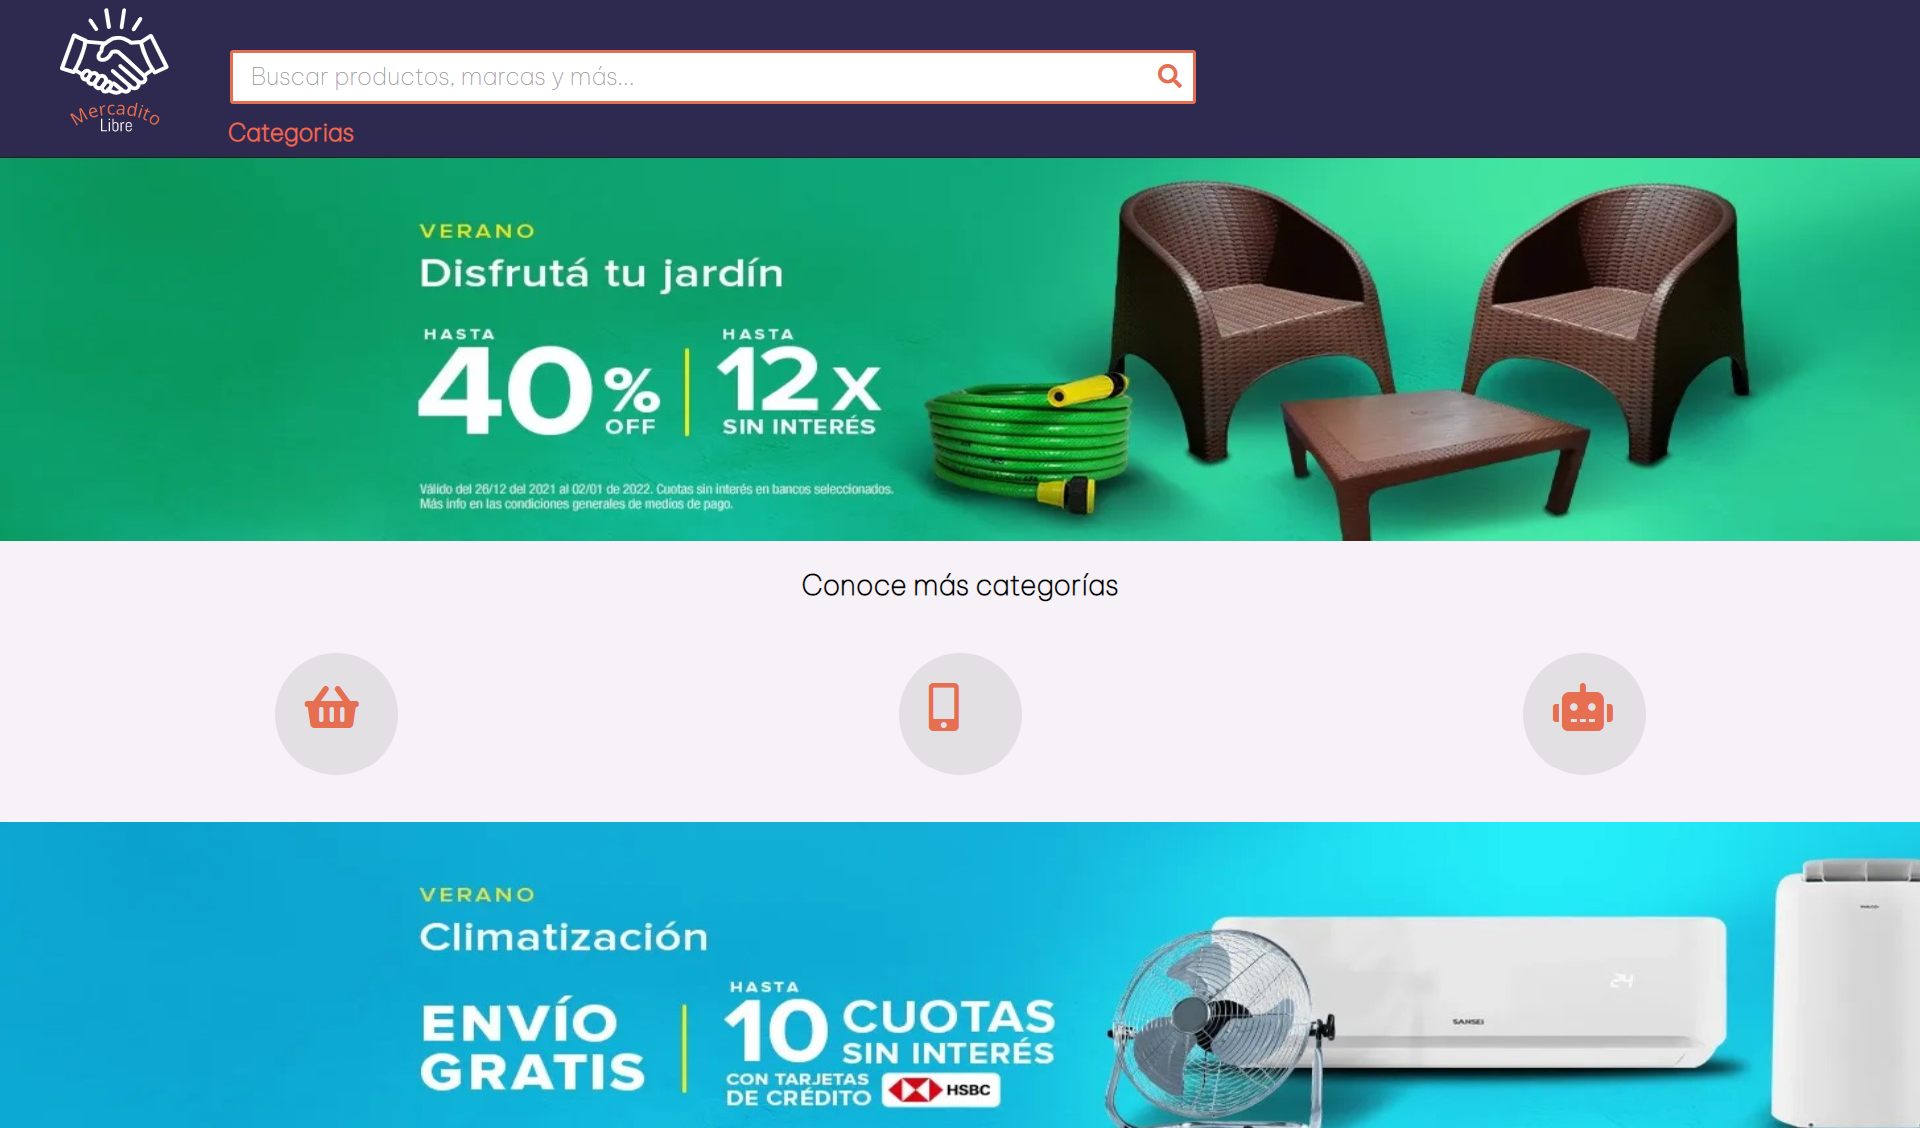 Mercadito
Libre
Buscar productos, marcas y más...
Categorias
VERANO
Disfrutá tu jardín
HASTA
40% OFF
HASTA
12x
SIN INTERÉS
Válido del 26/12 del 2021 al 02/01 de 2022. Cuotas sin interés en bancos seleccionados.
Más info en las condiciones generales de medios de pago.
Conoce más categorías
VERANO
Climatización
ENVÍO
GRATIS
HASTA
10 CUOTAS
SIN INTERÉS
CON TARJETAS
DE CRÉDITO
HSBC
24
SANSEI